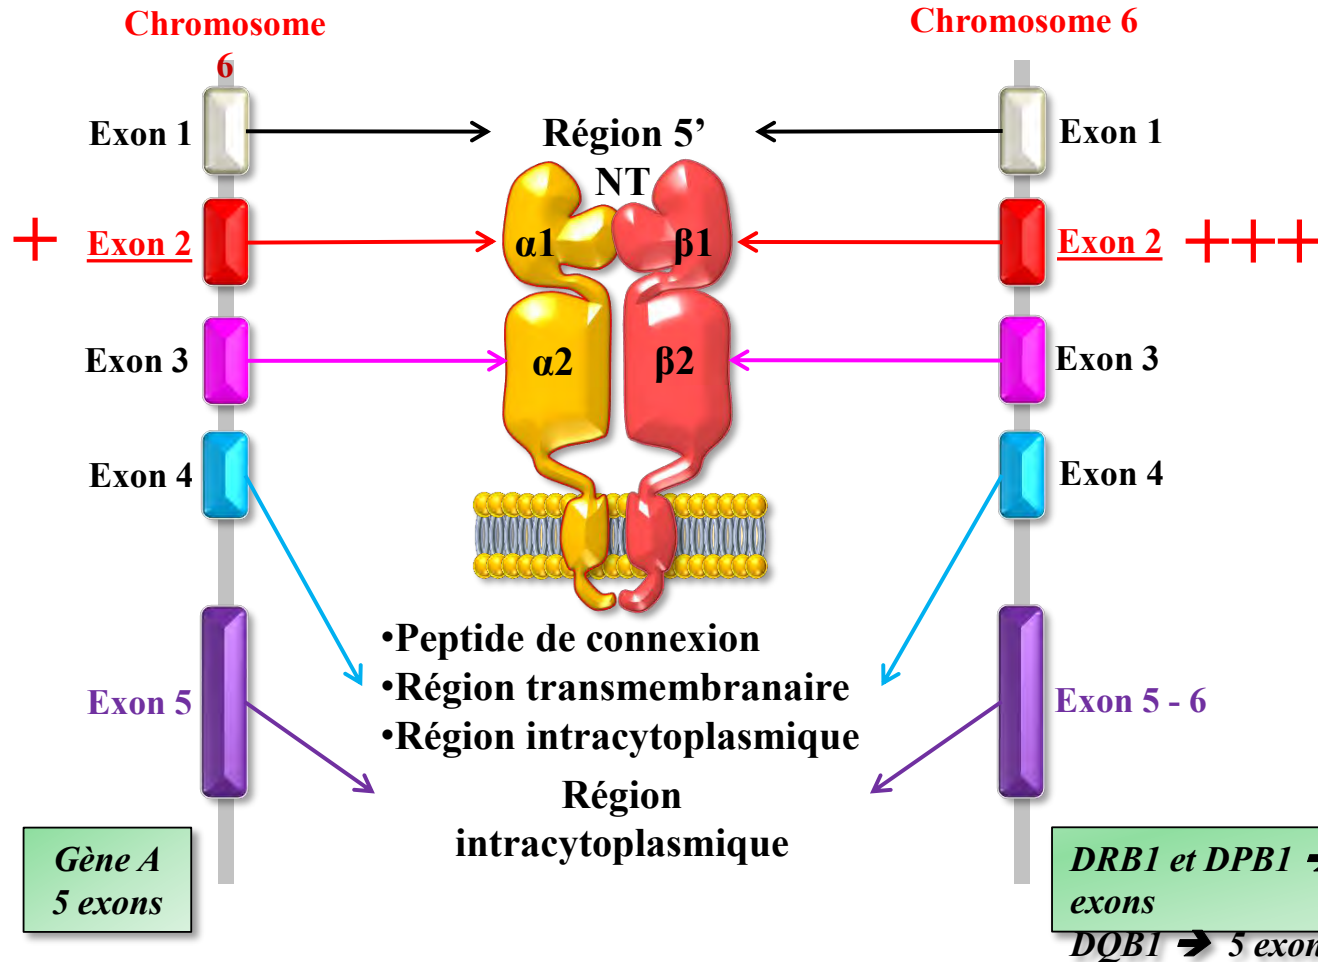 Chromosome
6
Chromosome 6
Exon 1
Région 5’
NT
Exon 1
+
Exon 2
α1
β1
Exon 2
+++
Exon 3
α2
β2
Exon 3
Exon 4
Exon 4
•Peptide de connexion
•Région transmembranaire
•Région intracytoplasmique
Exon 5
Exon 5 - 6
Région
intracytoplasmique
Gène A
5 exons
DRB1 et DPB1 →
exons
DQB1 → 5 exon